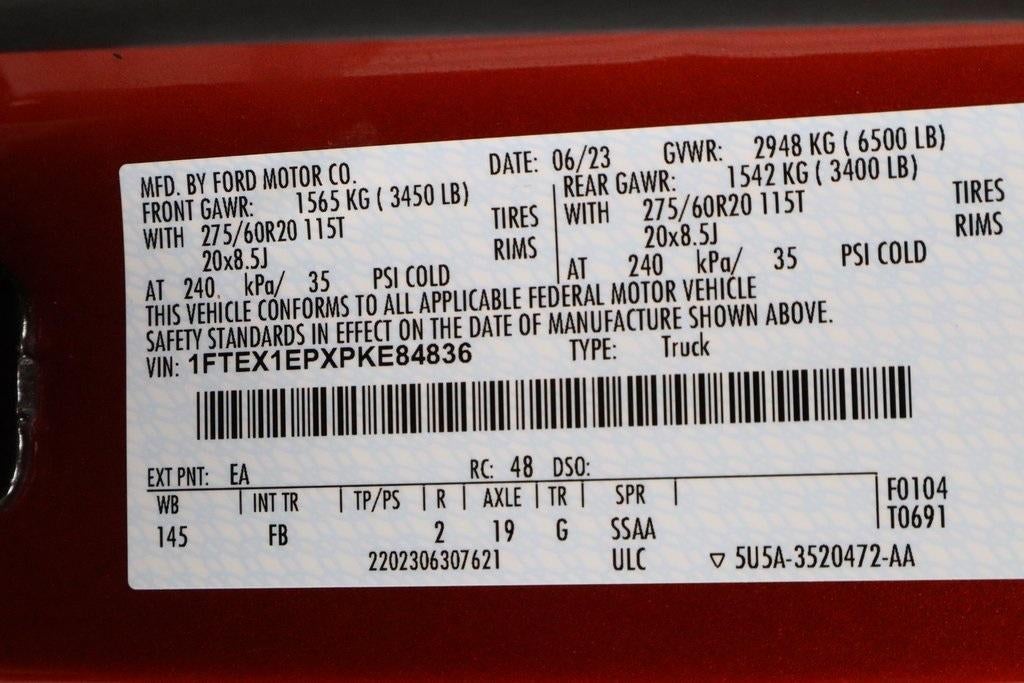 MFD. BY FORD MOTOR CO. DATE: 06/23 GVWR: 2948 KG ( 6500 LB)
FRONT GAWR: 1565 KG ( 3450 LB) REAR GAWR: 1542 KG ( 3400 LB)
WITH 275/60R20 115T TIRES WITH 275/60R20 115T TIRES
20x8.5J RIMS 20x8.5J RIMS
AT 240 kPa/ 35 PSI COLD AT 240 kPa/ 35 PSI COLD
THIS VEHICLE CONFORMS TO ALL APPLICABLE FEDERAL MOTOR VEHICLE
SAFETY STANDARDS IN EFFECT ON THE DATE OF MANUFACTURE SHOWN ABOVE.
VIN: 1FTEX1EPXPKE84836 TYPE: Truck
EXT PNT: EA RC: 48 DSO:
WB INT TR TP/PS R AXLE TR SPR F0104
145 FB 2 19 G SSAA T0691
2202306307621 ULC ▽ 5U5A-3520472-AA